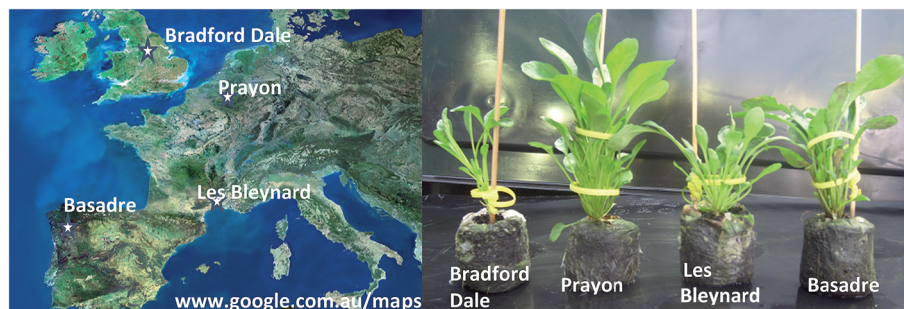 Bradford Dale
Prayon
Les Bleynard
Basadre
www.google.com.au/maps
Bradford
Dale
Prayon
Les
Bleynard
Basadre